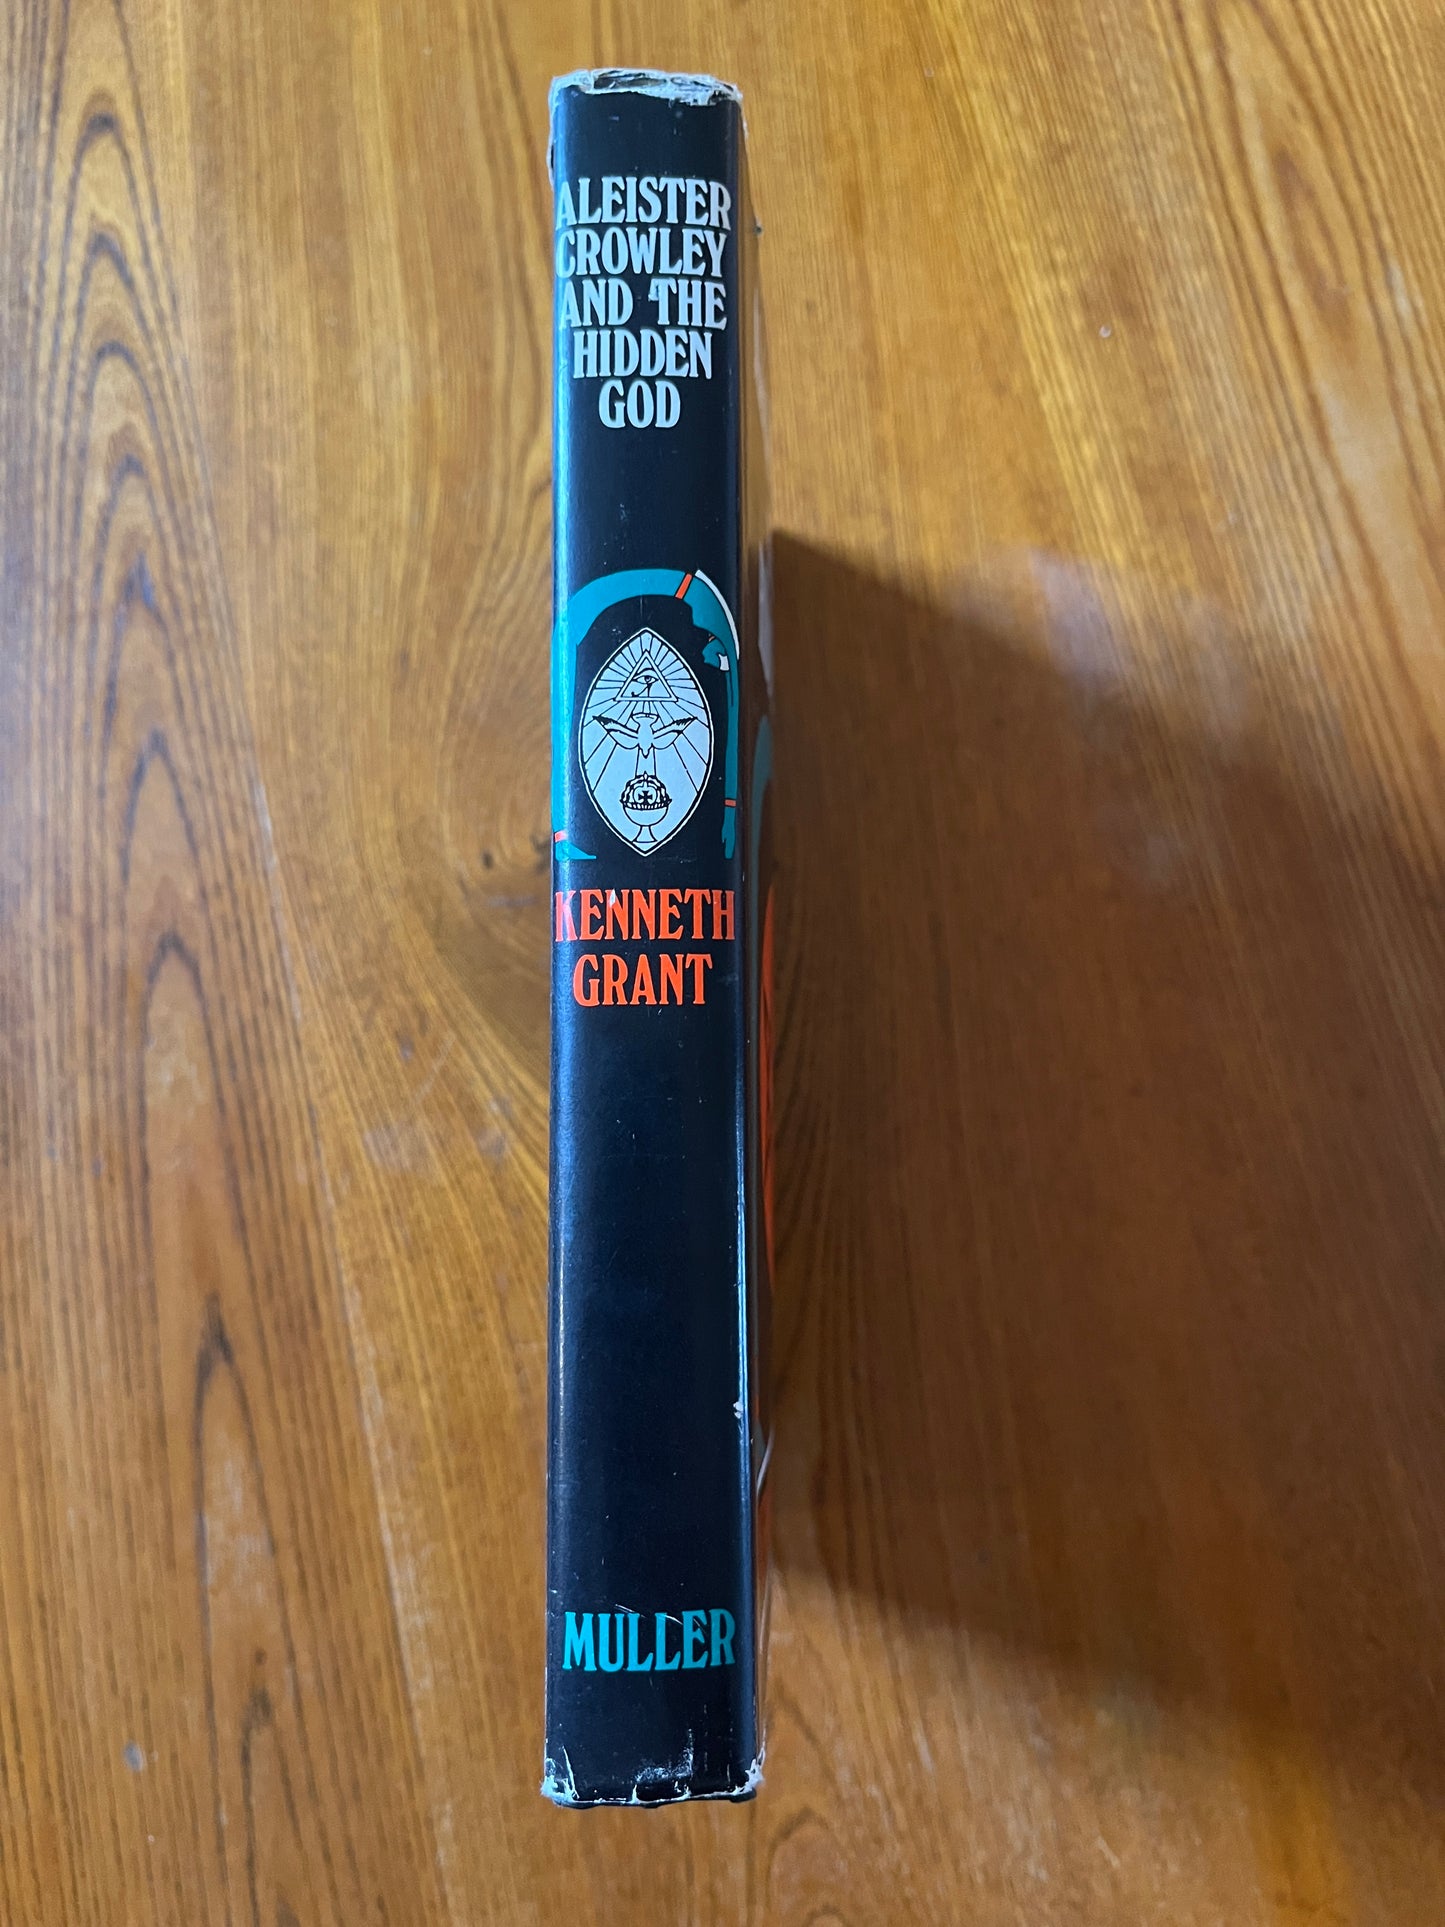 ALEISTER
CROWLEY
AND THE
HIDDEN
GOD
KENNETH
GRANT
MULLER